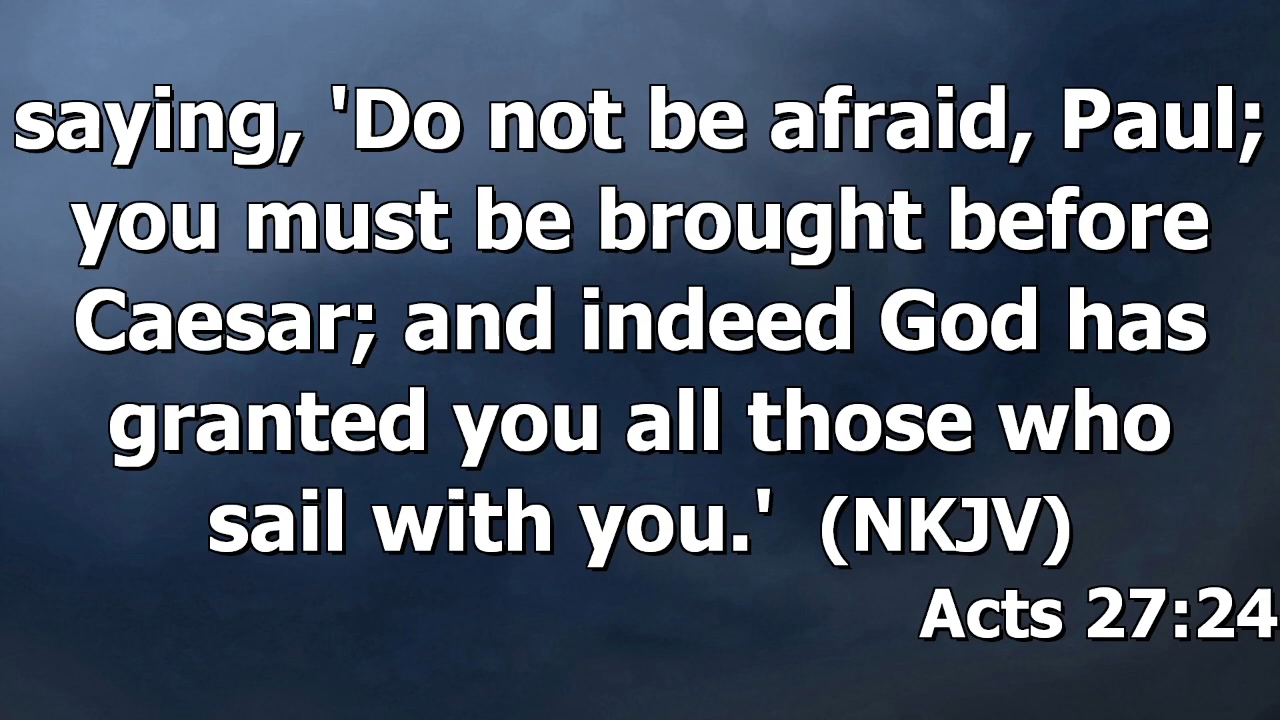 saying, 'Do not be afraid, Paul;
you must be brought before
Caesar; and indeed God has
granted you all those who
sail with you.' (NKJV)
Acts 27:24